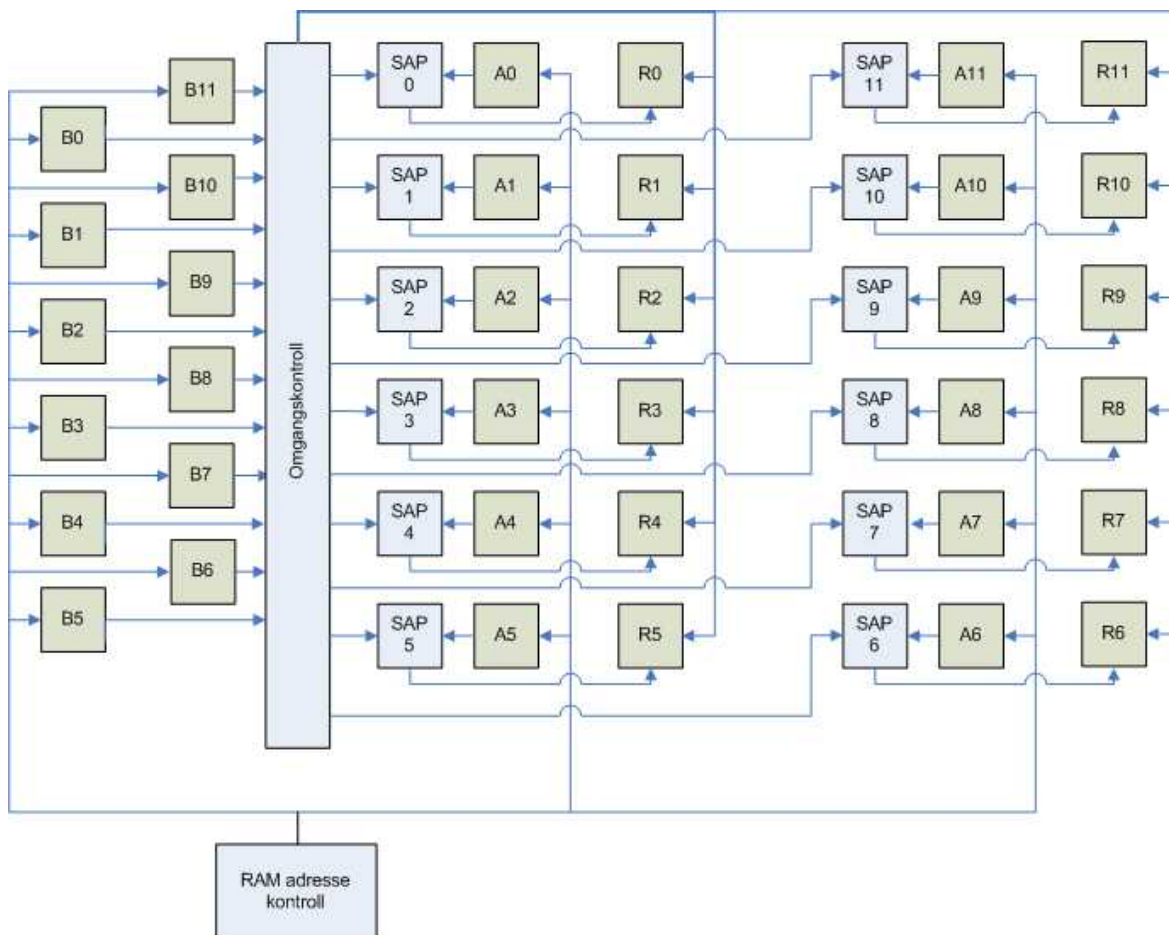 SAP
0
A0
R0
SAP
11
A11
R11
B11
B0
B10
SAP
1
A1
R1
SAP
10
A10
R10
B1
B9
SAP
2
A2
R2
SAP
9
A9
R9
B2
B8
Omgangskontroll
SAP
3
A3
R3
SAP
8
A8
R8
B3
B7
SAP
4
A4
R4
SAP
7
A7
R7
B4
B6
SAP
5
A5
R5
SAP
6
A6
R6
B5
RAM adresse
kontroll